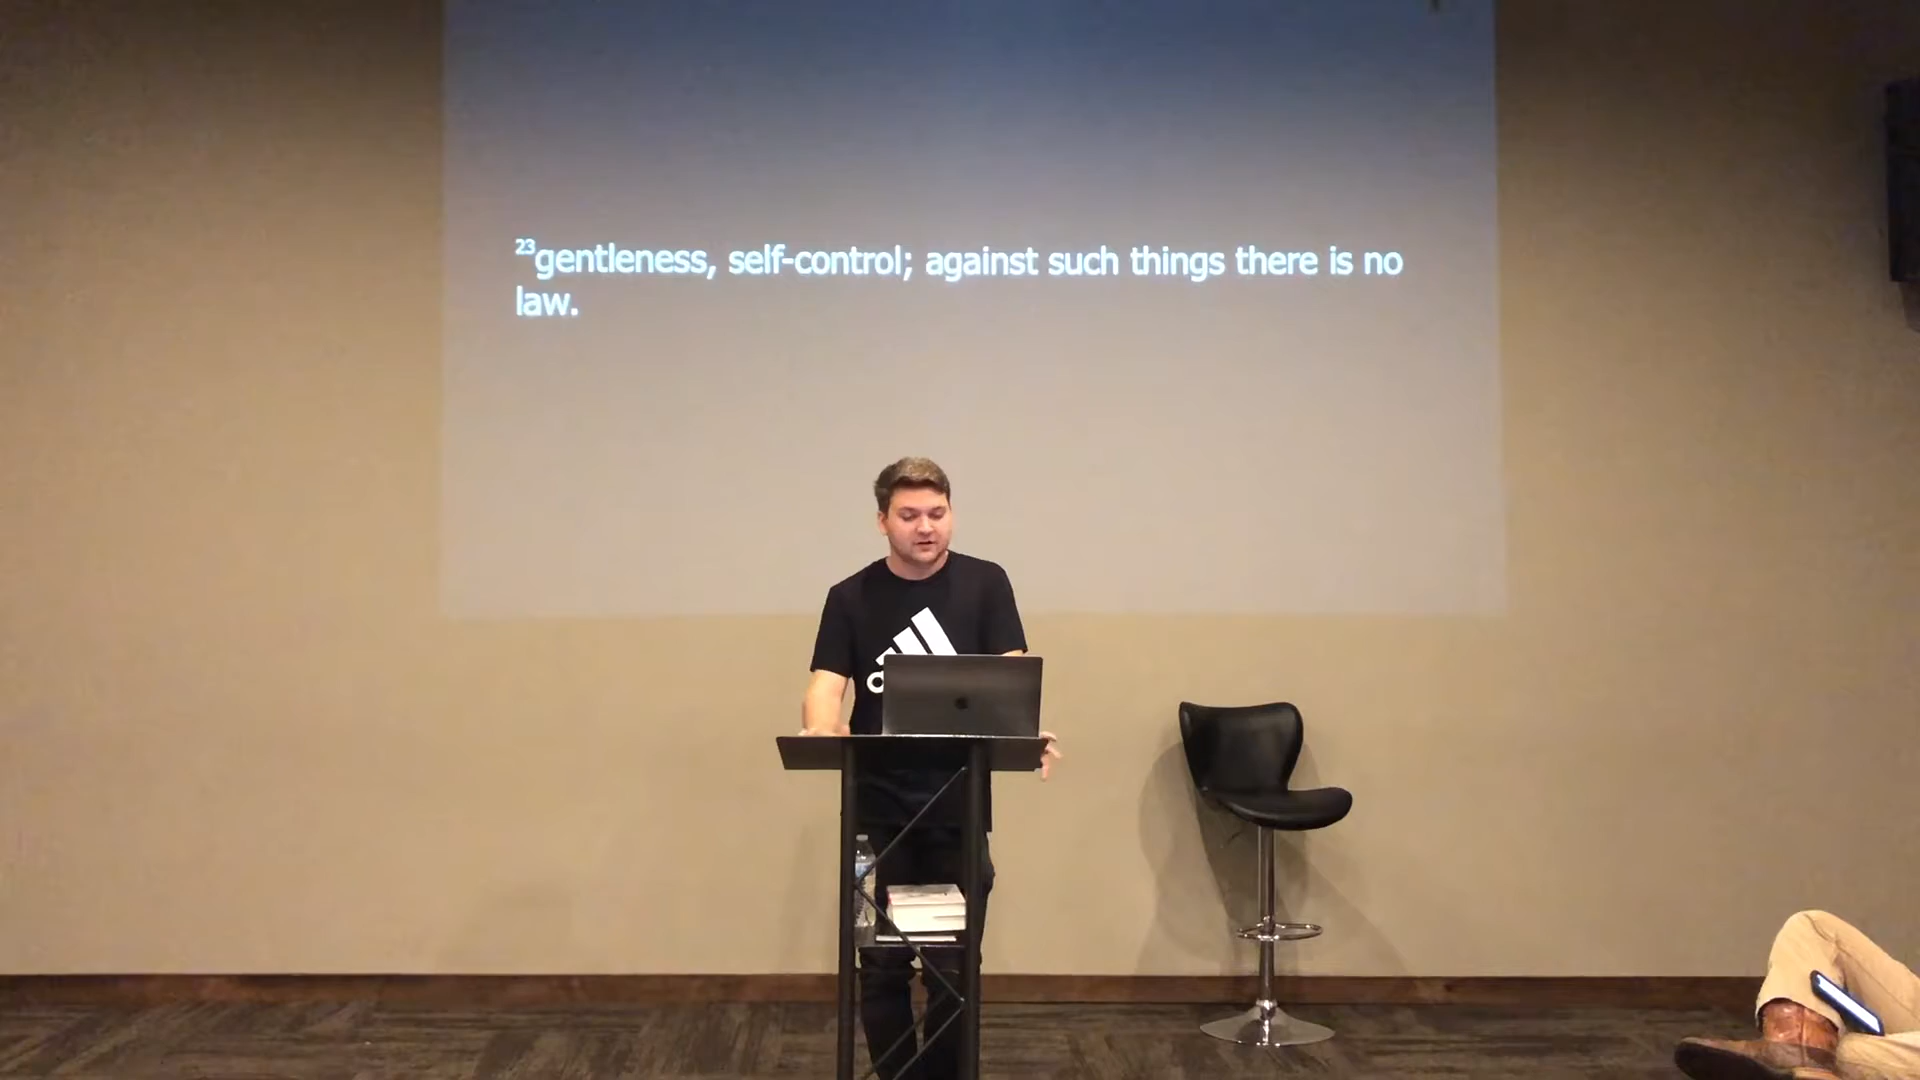 ²³gentleness, self-control; against such things there is no
law.